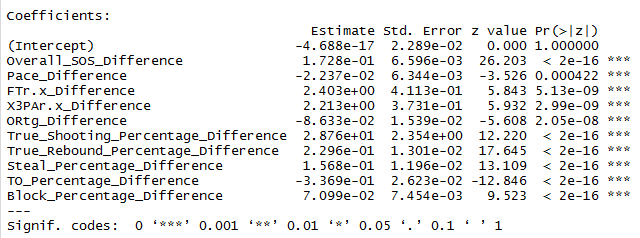 Coefficients:
                                      Estimate Std. Error z value Pr(>|z|)
(Intercept)                         -4.688e-17  2.289e-02   0.000 1.000000
Overall_SOS_Difference               1.728e-01  6.596e-03  26.203  < 2e-16 ***
Pace_Difference                     -2.237e-02  6.344e-03  -3.526 0.000422 ***
FTr.x_Difference                     2.403e+00  4.113e-01   5.843 5.13e-09 ***
X3PAr.x_Difference                   2.213e+00  3.731e-01   5.932 2.99e-09 ***
ORtg_Difference                     -8.633e-02  1.539e-02  -5.608 2.05e-08 ***
True_Shooting_Percentage_Difference  2.876e+01  2.354e+00  12.220  < 2e-16 ***
True_Rebound_Percentage_Difference   2.296e-01  1.301e-02  17.645  < 2e-16 ***
Steal_Percentage_Difference          1.568e-01  1.196e-02  13.109  < 2e-16 ***
TO_Percentage_Difference            -3.369e-01  2.623e-02 -12.846  < 2e-16 ***
Block_Percentage_Difference          7.099e-02  7.454e-03   9.523  < 2e-16 ***
---
Signif. codes:  0 ‘***’ 0.001 ‘**’ 0.01 ‘*’ 0.05 ‘.’ 0.1 ‘ ’ 1